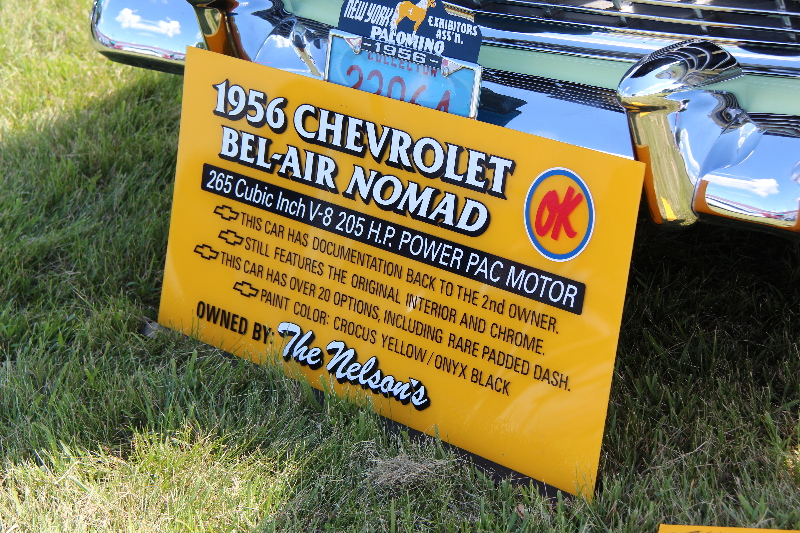 NEW YORK EXHIBITORS
PALOMINO ASS'N.
1956
265 Cubic Inch V-8 205 H.P. POWER PAC MOTOR
1956 CHEVROLET
BEL-AIR NOMAD
OK
THIS CAR HAS DOCUMENTATION BACK TO THE 2nd OWNER.
STILL FEATURES THE ORIGINAL INTERIOR AND CHROME.
THIS CAR HAS OVER 20 OPTIONS, INCLUDING RARE PADDED DASH.
PAINT COLOR: CROCUS YELLOW/ONYX BLACK
OWNED BY: The Nelson's